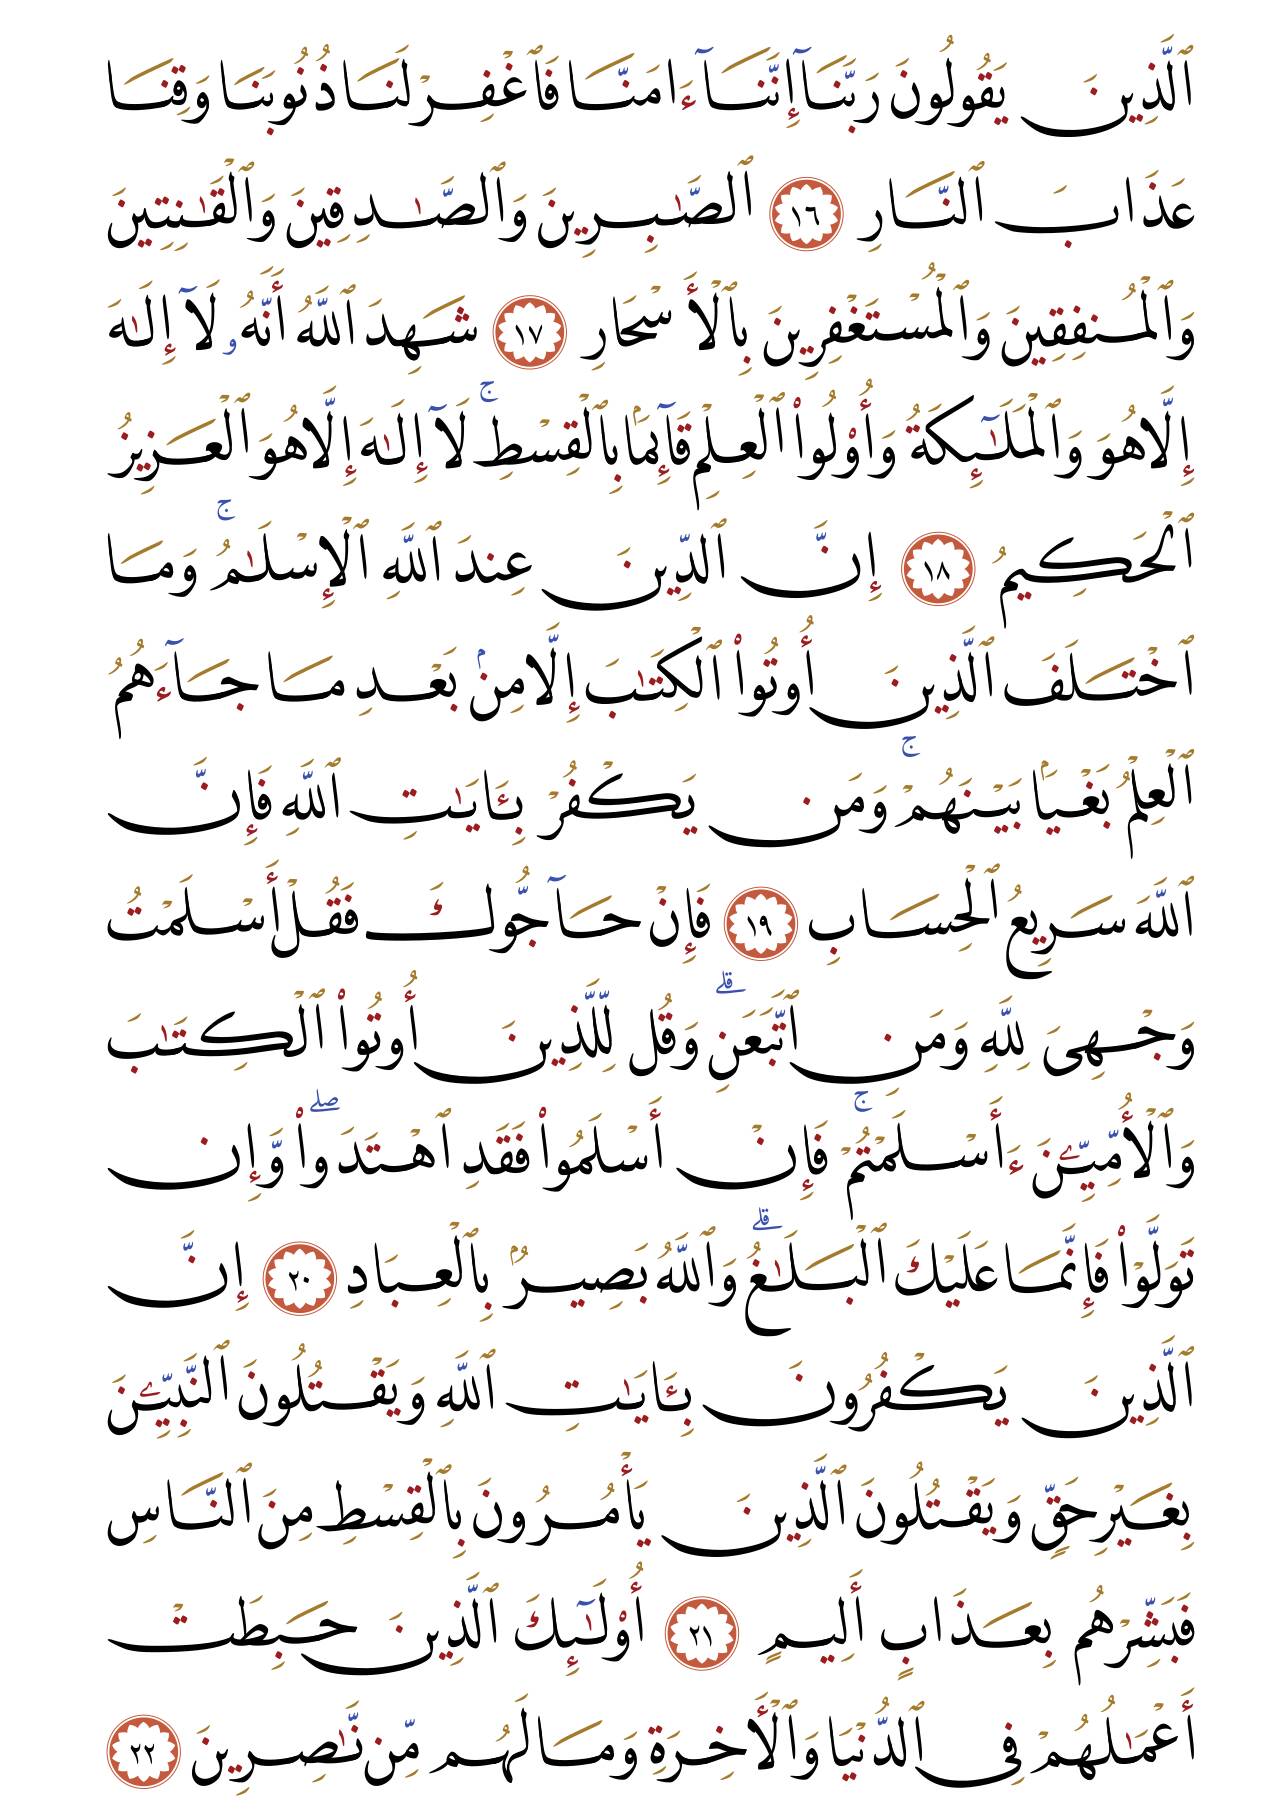 ٱلَّذِينَ يَقُولُونَ رَبَّنَآ إِنَّنَآ ءَامَنَّا فَٱغْفِرْ لَنَا ذُنُوبَنَا وَقِنَا
عَذَابَ ٱلنَّارِ ١٦ ٱلصَّٰبِرِينَ وَٱلصَّٰدِقِينَ وَٱلْقَٰنِتِينَ
وَٱلْمُنفِقِينَ وَٱلْمُسْتَغْفِرِينَ بِٱلْأَسْحَارِ ١٧ شَهِدَ ٱللَّهُ أَنَّهُۥ لَآ إِلَٰهَ
إِلَّا هُوَ وَٱلْمَلَٰٓئِكَةُ وَأُو۟لُوا۟ ٱلْعِلْمِ قَآئِمَۢا بِٱلْقِسْطِ ۚ لَآ إِلَٰهَ إِلَّا هُوَ ٱلْعَزِيزُ
ٱلْحَكِيمُ ١٨ إِنَّ ٱلدِّينَ عِندَ ٱللَّهِ ٱلْإِسْلَٰمُ ۗ وَمَا
ٱخْتَلَفَ ٱلَّذِينَ أُوتُوا۟ ٱلْكِتَٰبَ إِلَّا مِنۢ بَعْدِ مَا جَآءَهُمُ
ٱلْعِلْمُ بَغْيَۢا بَيْنَهُمْ ۗ وَمَن يَكْفُرْ بِـَٔايَٰتِ ٱللَّهِ فَإِنَّ
ٱللَّهَ سَرِيعُ ٱلْحِسَابِ ١٩ فَإِنْ حَآجُّوكَ فَقُلْ أَسْلَمْتُ
وَجْهِىَ لِلَّهِ وَمَنِ ٱتَّبَعَنِ ۗ وَقُل لِّلَّذِينَ أُوتُوا۟ ٱلْكِتَٰبَ
وَٱلْأُمِّيِّـۧنَ ءَأَسْلَمْتُمْ ۚ فَإِنْ أَسْلَمُوا۟ فَقَدِ ٱهْتَدَوا۟ ۖ وَّإِن
تَوَلَّوْا۟ فَإِنَّمَا عَلَيْكَ ٱلْبَلَٰغُ ۗ وَٱللَّهُ بَصِيرُۢ بِٱلْعِبَادِ ٢٠ إِنَّ
ٱلَّذِينَ يَكْفُرُونَ بِـَٔايَٰتِ ٱللَّهِ وَيَقْتُلُونَ ٱلنَّبِيِّـۧنَ
بِغَيْرِ حَقٍّ وَيَقْتُلُونَ ٱلَّذِينَ يَأْمُرُونَ بِٱلْقِسْطِ مِنَ ٱلنَّاسِ
فَبَشِّرْهُم بِعَذَابٍ أَلِيمٍ ٢١ أُو۟لَٰٓئِكَ ٱلَّذِينَ حَبِطَتْ
أَعْمَٰلُهُمْ فِى ٱلدُّنْيَا وَٱلْأَخِرَةِ وَمَا لَهُم مِّن نَّٰصِرِينَ ٢٢